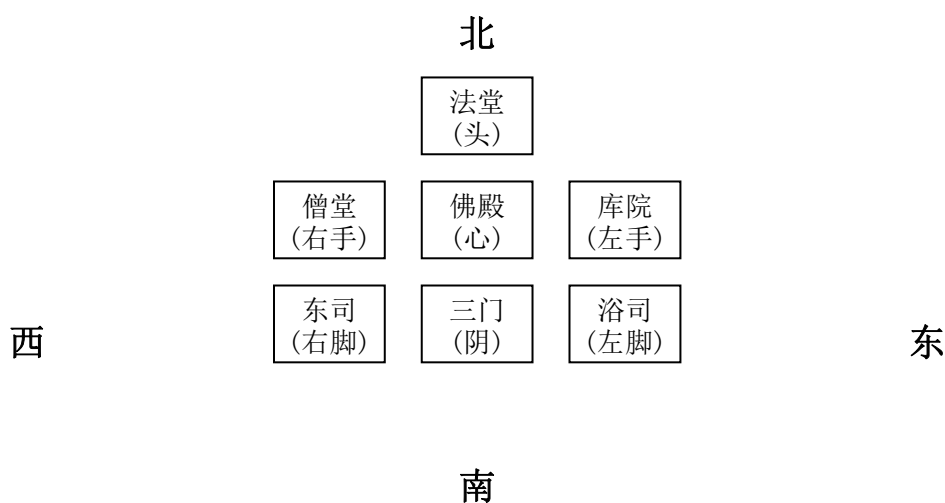 北
法堂
(头)
僧堂
(右手)
佛殿
(心)
库院
(左手)
东司
(右脚)
三门
(阴)
浴司
(左脚)
西
东
南